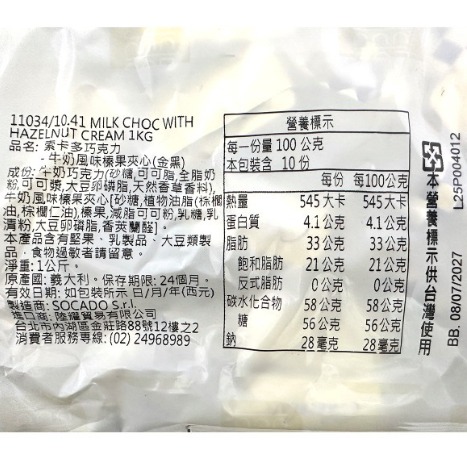 11034/10.41 MILK CHOC WITH
HAZELNUT CREAM 1KG
品名: 索卡多巧克力
-牛奶風味榛果夾心(金黑)
成份: 牛奶巧克力(砂糖,可可脂,全脂奶
粉,可可漿,大豆卵磷脂,天然香草香料),
牛奶風味榛果夾心[砂糖,植物油脂(棕櫚
油,棕櫚仁油),榛果,減脂可可粉,乳糖,乳
清粉,大豆卵磷脂,香莢蘭醛]。
本產品含有堅果、乳製品、大豆類製
品，食物過敏者請留意。
淨重:1公斤。
原產國: 義大利。保存期限: 24個月。
有效日期: 如包裝所示 日/月/年(西元)
製造商: SOCADO S.r.l.
進口商: 陸耀貿易有限公司
台北市內湖區金莊路88號12樓之2
消費者服務專線:(02) 24968989
營養標示
每一份量 100 公克
本包裝含 10 份
每份 每100公克
熱量 545 大卡 545 大卡
蛋白質 4.1 公克 4.1 公克
脂肪 33 公克 33 公克
飽和脂肪 21 公克 21 公克
反式脂肪 0 公克 0 公克
碳水化合物 58 公克 58 公克
糖 56 公克 56 公克
鈉 28 毫克 28 毫克
本營養標示供台灣使用
L25P004012
BB. 08/07/2027